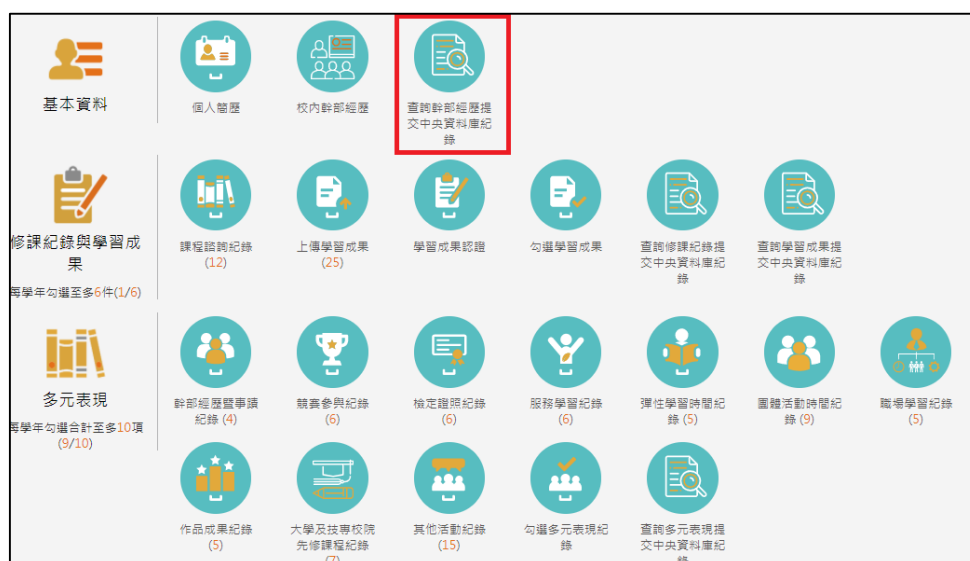 基本資料
個人簡歷
校內幹部經歷
查詢幹部經歷提
交中央資料庫紀
錄
修課紀錄與學習成
果
每學年勾選至多6件(1/6)
課程諮詢紀錄
(12)
上傳學習成果
(25)
學習成果認證
勾選學習成果
查詢修課紀錄提
交中央資料庫紀
錄
查詢學習成果提
交中央資料庫紀
錄
多元表現
每學年勾選合計至多10項
(9/10)
幹部經歷暨事蹟
紀錄 (4)
競賽參與紀錄
(6)
檢定證照紀錄
(6)
服務學習紀錄
(6)
彈性學習時間紀
錄 (5)
團體活動時間紀
錄 (9)
職場學習紀錄
(5)
作品成果紀錄
(5)
大學及技專校院
先修課程紀錄
(7)
其他活動紀錄
(15)
勾選多元表現紀
錄
查詢多元表現提
交中央資料庫紀
錄